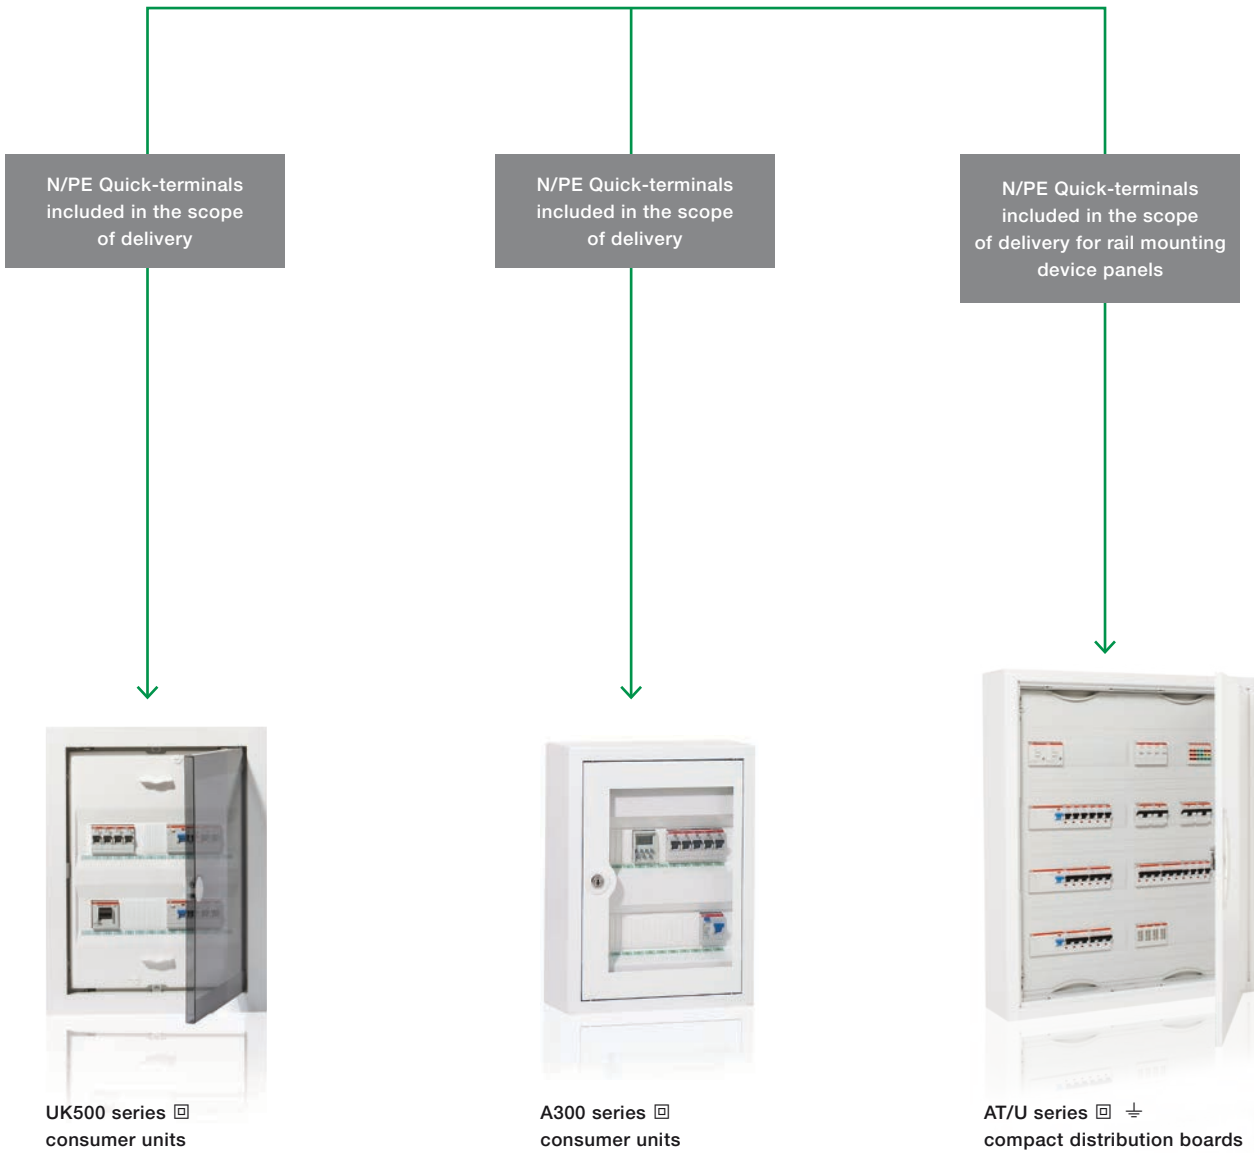 N/PE Quick-terminals
included in the scope
of delivery
N/PE Quick-terminals
included in the scope
of delivery
N/PE Quick-terminals
included in the scope
of delivery for rail mounting
device panels
UK500 series
consumer units
A300 series
consumer units
AT/U series
compact distribution boards